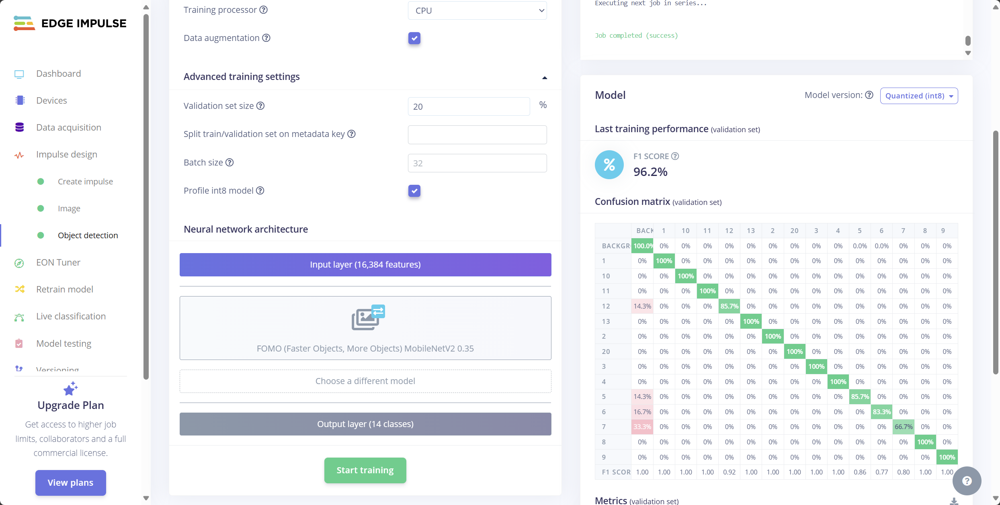 EDGE IMPULSE
Dashboard
Devices
Data acquisition
Impulse design
Create impulse
Image
Object detection
EON Tuner
Retrain model
Live classification
Model testing
Versioning
Upgrade Plan
Get access to higher job
limits, collaborators and a full
commercial license.
View plans
Training processor ?
CPU
Data augmentation ?
Advanced training settings
Validation set size ?
20 %
Split train/validation set on metadata key ?
Batch size ?
32
Profile int8 model ?
Neural network architecture
Input layer (16,384 features)
FOMO (Faster Objects, More Objects) MobileNetV2 0.35
Choose a different model
Output layer (14 classes)
Start training
Executing next job in series...
Job completed (success)
Model
Model version: ? Quantized (int8)
Last training performance (validation set)
%
F1 SCORE ?
96.2%
Confusion matrix (validation set)
BACK 1 10 11 12 13 2 20 3 4 5 6 7 8 9
BACKGR 100.0% 0% 0% 0% 0% 0% 0% 0% 0% 0% 0.0% 0.0% 0% 0% 0%
1 0% 100% 0% 0% 0% 0% 0% 0% 0% 0% 0% 0% 0% 0% 0%
10 0% 0% 100% 0% 0% 0% 0% 0% 0% 0% 0% 0% 0% 0% 0%
11 0% 0% 0% 100% 0% 0% 0% 0% 0% 0% 0% 0% 0% 0% 0%
12 14.3% 0% 0% 0% 85.7% 0% 0% 0% 0% 0% 0% 0% 0% 0% 0%
13 0% 0% 0% 0% 0% 100% 0% 0% 0% 0% 0% 0% 0% 0% 0%
2 0% 0% 0% 0% 0% 0% 100% 0% 0% 0% 0% 0% 0% 0% 0%
20 0% 0% 0% 0% 0% 0% 0% 100% 0% 0% 0% 0% 0% 0% 0%
3 0% 0% 0% 0% 0% 0% 0% 0% 100% 0% 0% 0% 0% 0% 0%
4 0% 0% 0% 0% 0% 0% 0% 0% 0% 100% 0% 0% 0% 0% 0%
5 14.3% 0% 0% 0% 0% 0% 0% 0% 0% 0% 85.7% 0% 0% 0% 0%
6 16.7% 0% 0% 0% 0% 0% 0% 0% 0% 0% 0% 83.3% 0% 0% 0%
7 33.3% 0% 0% 0% 0% 0% 0% 0% 0% 0% 0% 0% 66.7% 0% 0%
8 0% 0% 0% 0% 0% 0% 0% 0% 0% 0% 0% 0% 0% 100% 0%
9 0% 0% 0% 0% 0% 0% 0% 0% 0% 0% 0% 0% 0% 0% 100%
F1 SCOR 1.00 1.00 1.00 1.00 0.92 1.00 1.00 1.00 1.00 1.00 0.86 0.77 0.80 1.00 1.00
?
Metrics (validation set)